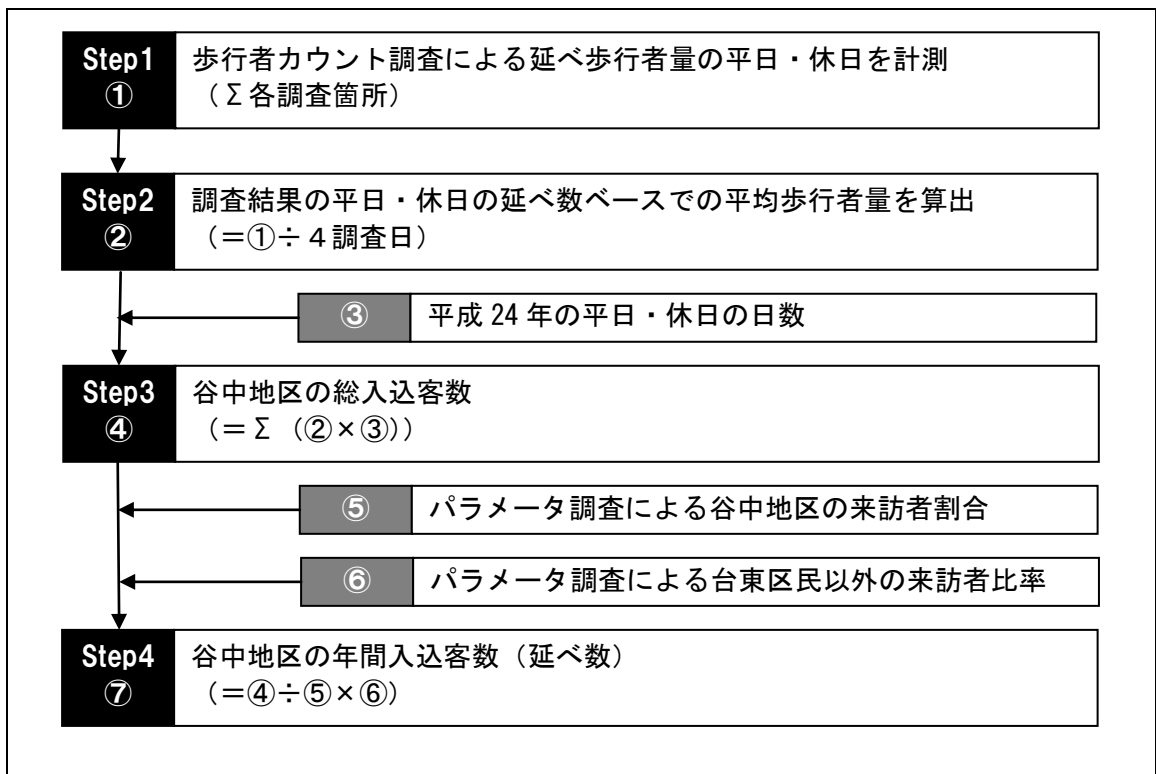 Step1
①
歩行者カウント調査による延べ歩行者量の平日・休日を計測
（Σ各調査箇所）
Step2
②
調査結果の平日・休日の延べ数ベースでの平均歩行者量を算出
（＝①÷４調査日）
③
平成 24 年の平日・休日の日数
Step3
④
谷中地区の総入込客数
（＝Σ（②×③））
⑤
パラメータ調査による谷中地区の来訪者割合
⑥
パラメータ調査による台東区民以外の来訪者比率
Step4
⑦
谷中地区の年間入込客数（延べ数）
（＝④÷⑤×⑥）